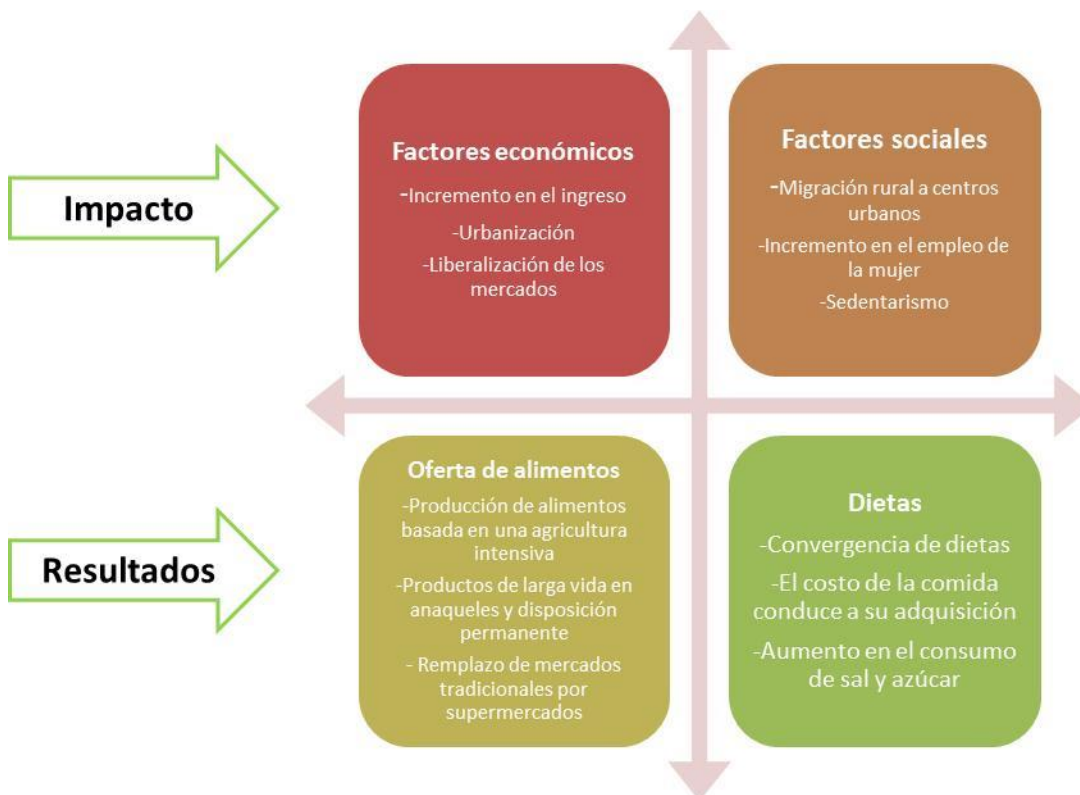 Impacto
Factores económicos
-Incremento en el ingreso
-Urbanización
-Liberalización de los
mercados
Factores sociales
-Migración rural a centros
urbanos
-Incremento en el empleo de
la mujer
-Sedentarismo
Resultados
Oferta de alimentos
-Producción de alimentos
basada en una agricultura
intensiva
-Productos de larga vida en
anaqueles y disposición
permanente
- Remplazo de mercados
tradicionales por
supermercados
Dietas
-Convergencia de dietas
-El costo de la comida
conduce a su adquisición
-Aumento en el consumo
de sal y azúcar